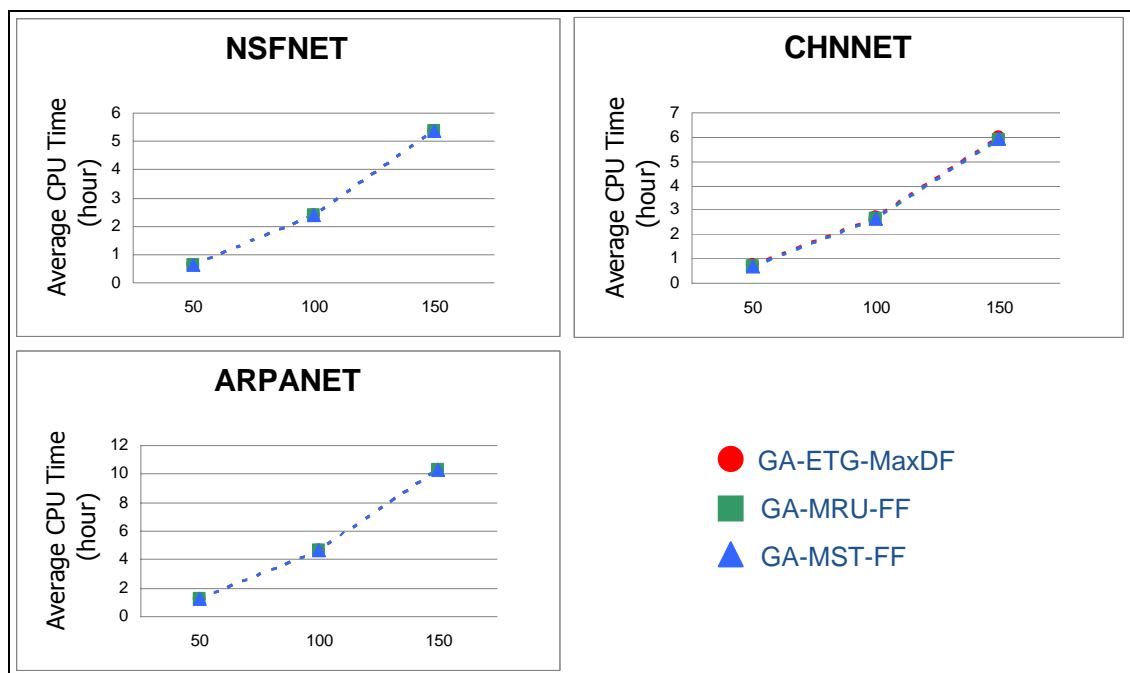 NSFNET
Average CPU Time
(hour)
6
5
4
3
2
1
0
50
100
150
CHNNET
Average CPU Time
(hour)
7
6
5
4
3
2
1
0
50
100
150
ARPANET
Average CPU Time
(hour)
12
10
8
6
4
2
0
50
100
150
GA-ETG-MaxDF
GA-MRU-FF
GA-MST-FF